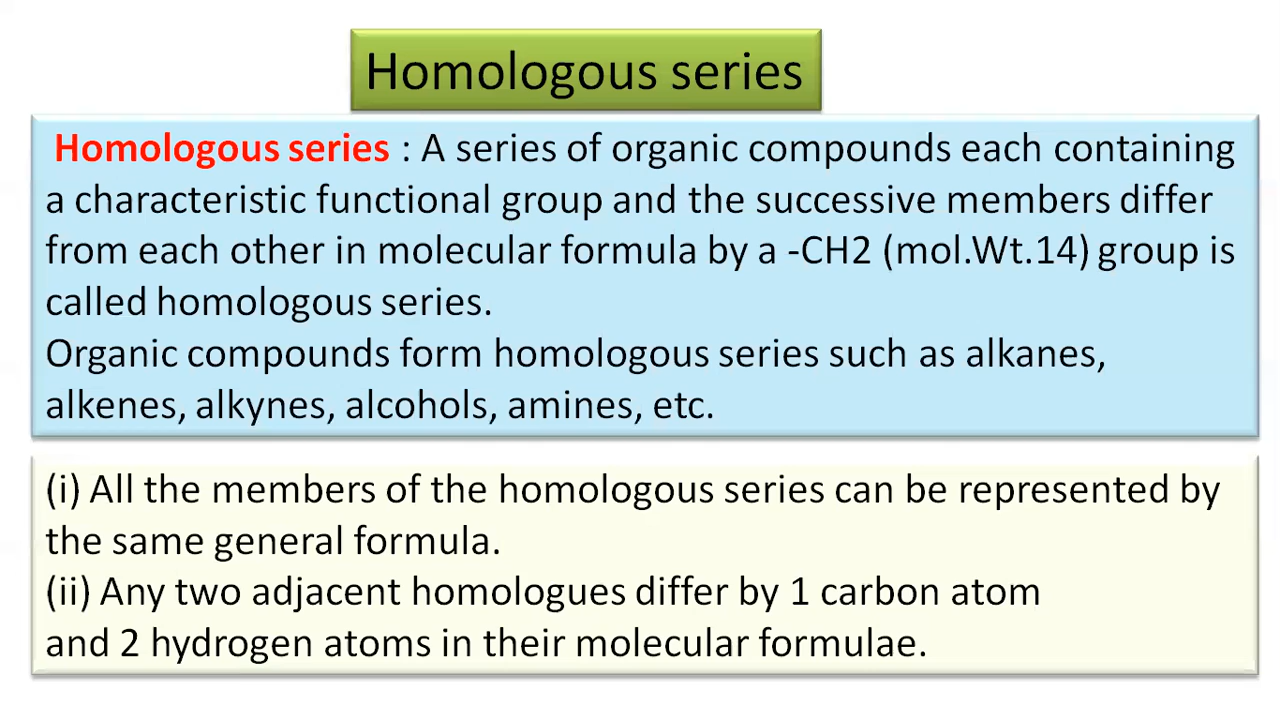 Homologous series
Homologous series : A series of organic compounds each containing
a characteristic functional group and the successive members differ
from each other in molecular formula by a -CH2 (mol.Wt.14) group is
called homologous series.
Organic compounds form homologous series such as alkanes,
alkenes, alkynes, alcohols, amines, etc.
(i) All the members of the homologous series can be represented by
the same general formula.
(ii) Any two adjacent homologues differ by 1 carbon atom
and 2 hydrogen atoms in their molecular formulae.